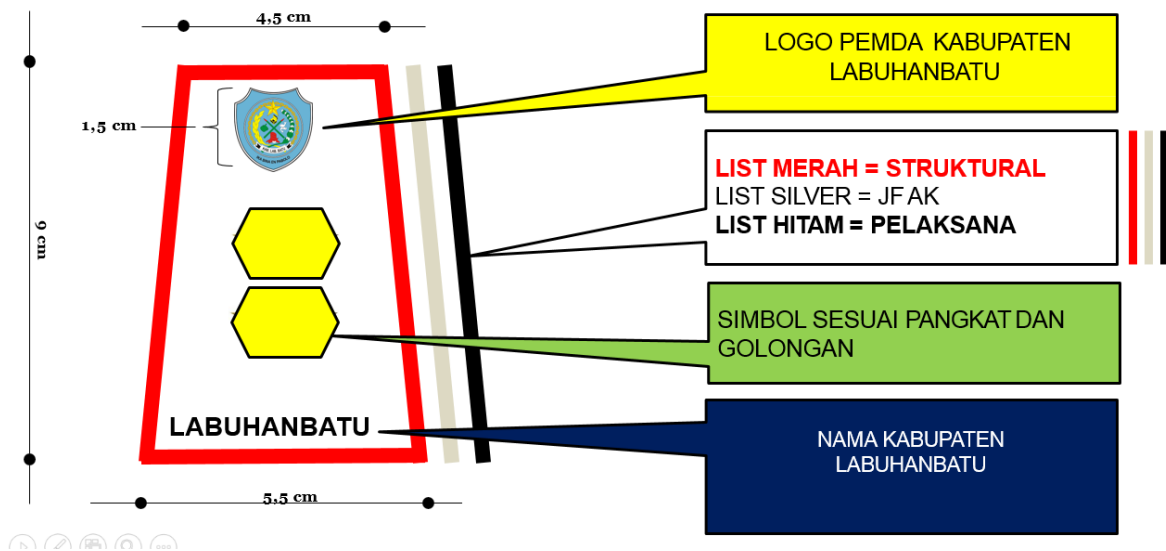 4,5 cm
1,5 cm
9 cm
LABUHANBATU
5,5 cm
LOGO PEMDA KABUPATEN
LABUHANBATU
LIST MERAH = STRUKTURAL
LIST SILVER = JF AK
LIST HITAM = PELAKSANA
SIMBOL SESUAI PANGKAT DAN
GOLONGAN
NAMA KABUPATEN
LABUHANBATU